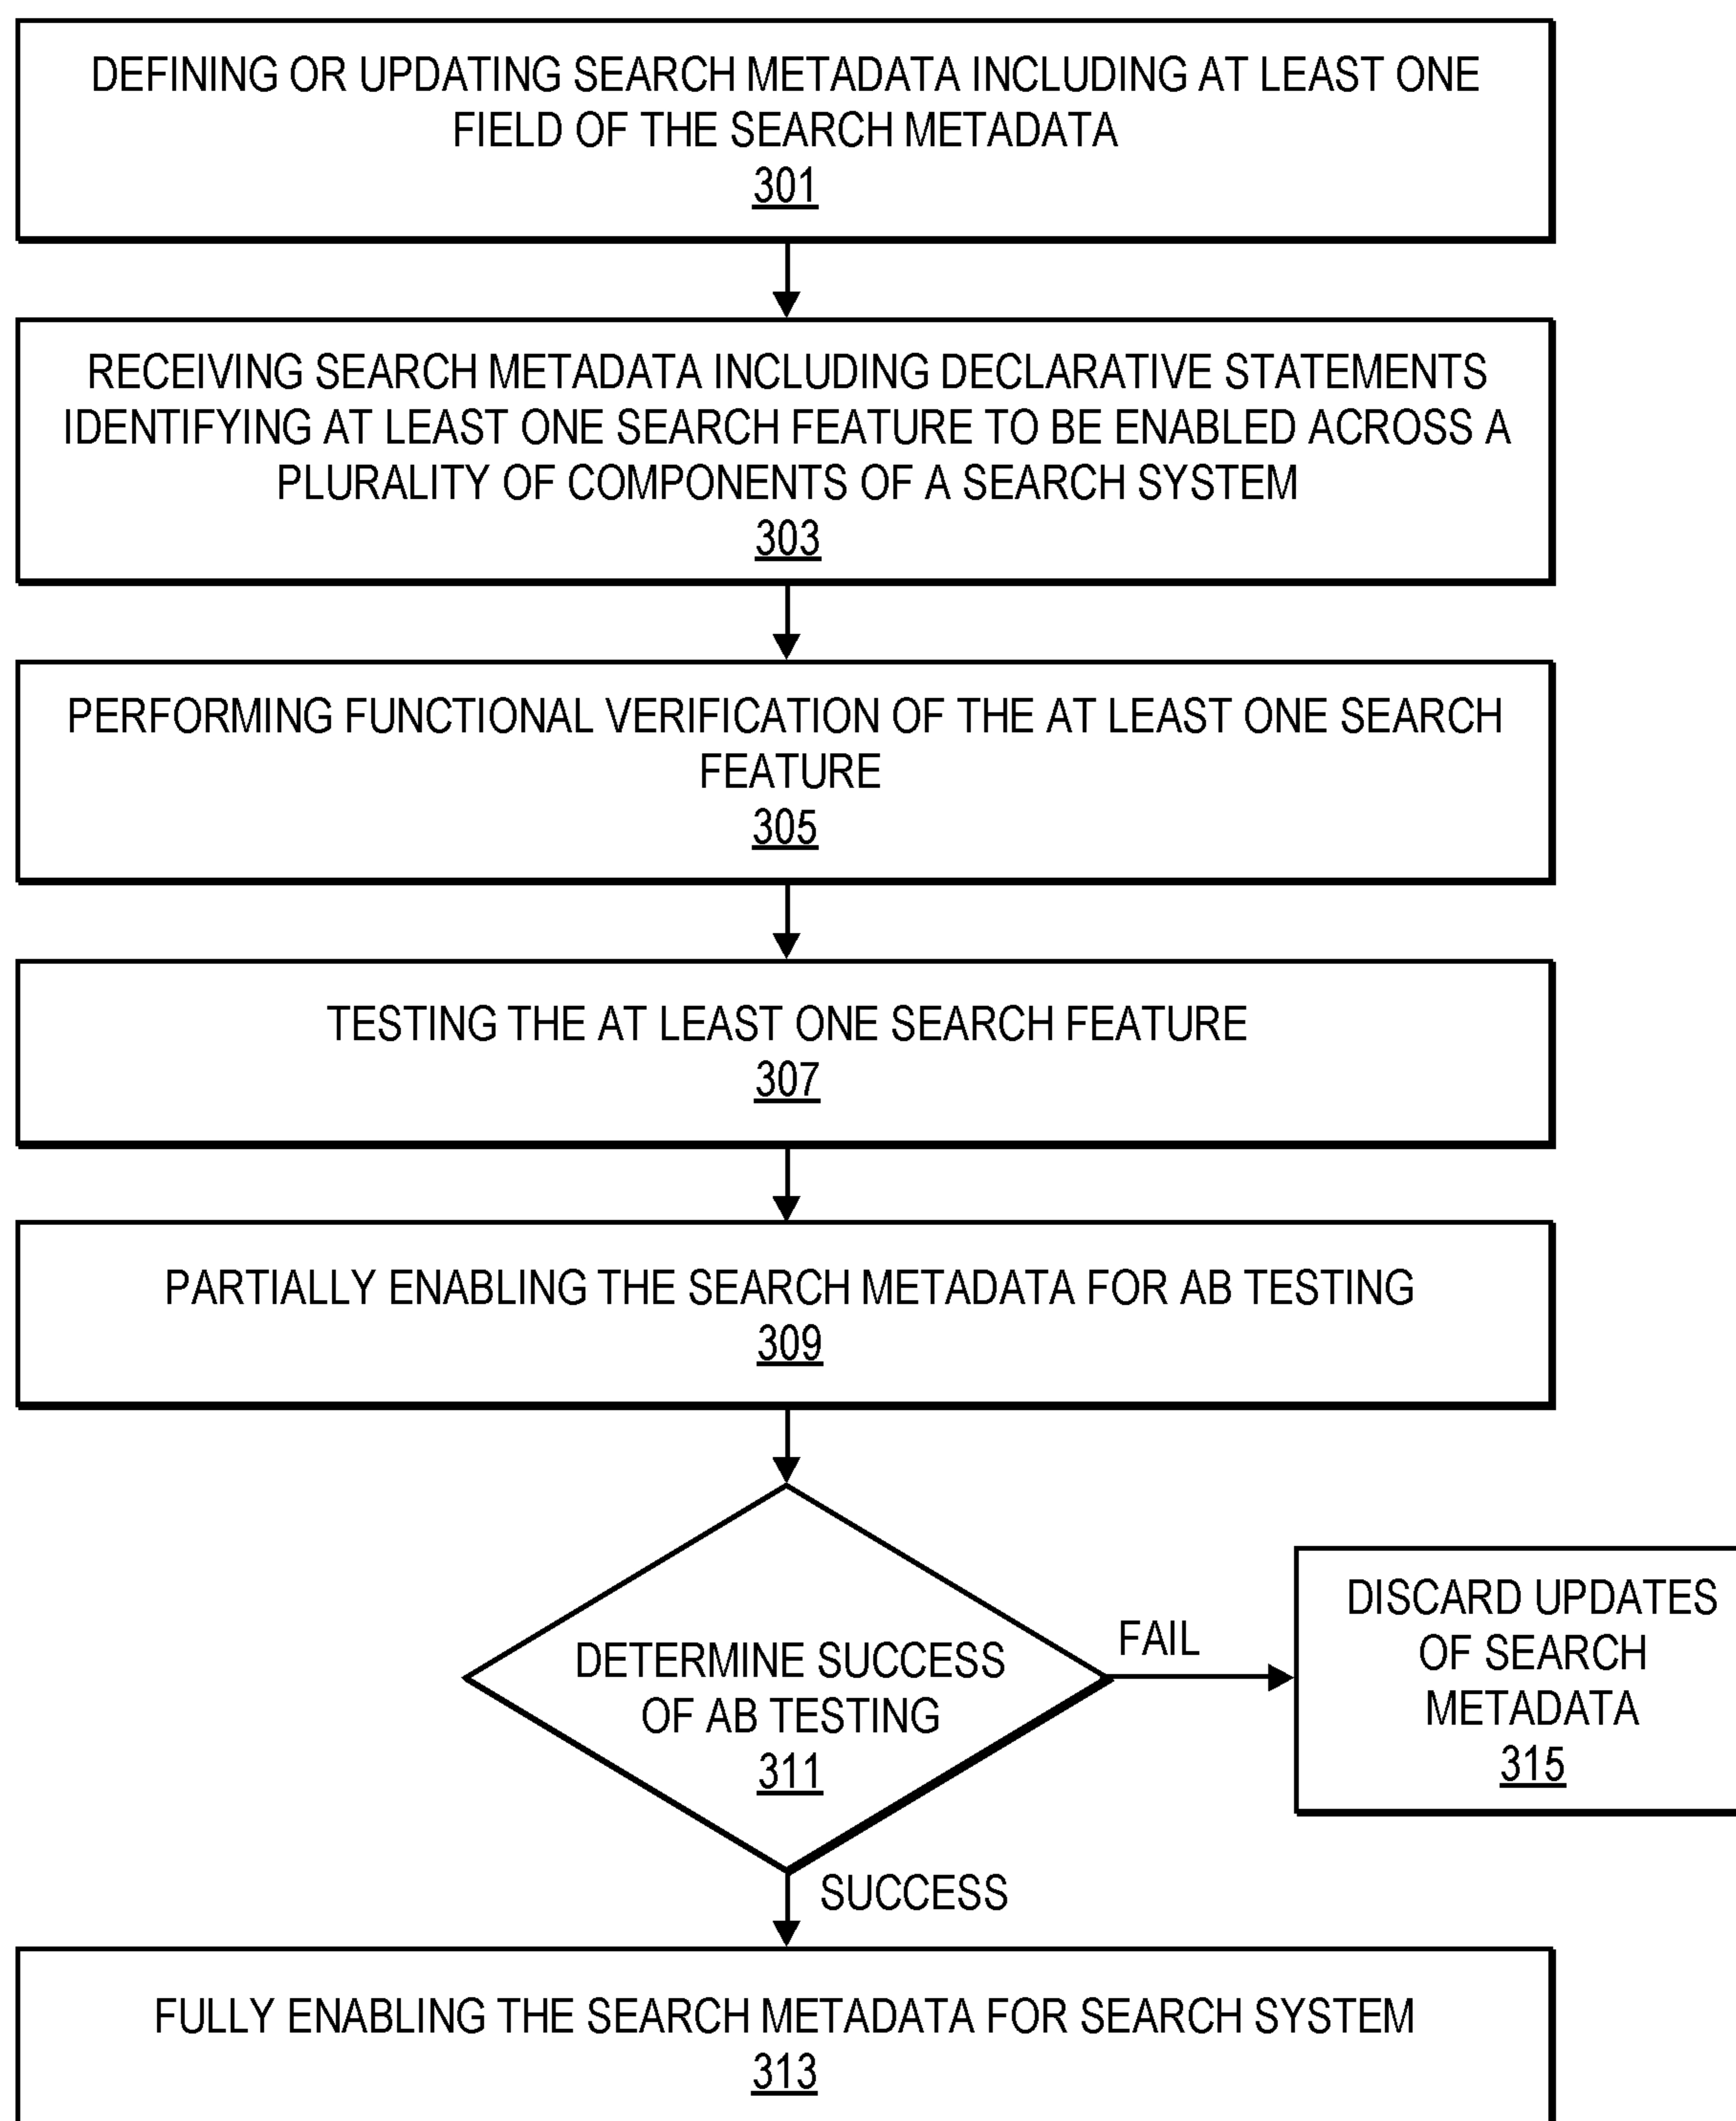 DEFINING OR UPDATING SEARCH METADATA INCLUDING AT LEAST ONE
FIELD OF THE SEARCH METADATA
301
RECEIVING SEARCH METADATA INCLUDING DECLARATIVE STATEMENTS
IDENTIFYING AT LEAST ONE SEARCH FEATURE TO BE ENABLED ACROSS A
PLURALITY OF COMPONENTS OF A SEARCH SYSTEM
303
PERFORMING FUNCTIONAL VERIFICATION OF THE AT LEAST ONE SEARCH
FEATURE
305
TESTING THE AT LEAST ONE SEARCH FEATURE
307
PARTIALLY ENABLING THE SEARCH METADATA FOR AB TESTING
309
DETERMINE SUCCESS
OF AB TESTING
311
FAIL
DISCARD UPDATES
OF SEARCH
METADATA
315
SUCCESS
FULLY ENABLING THE SEARCH METADATA FOR SEARCH SYSTEM
313